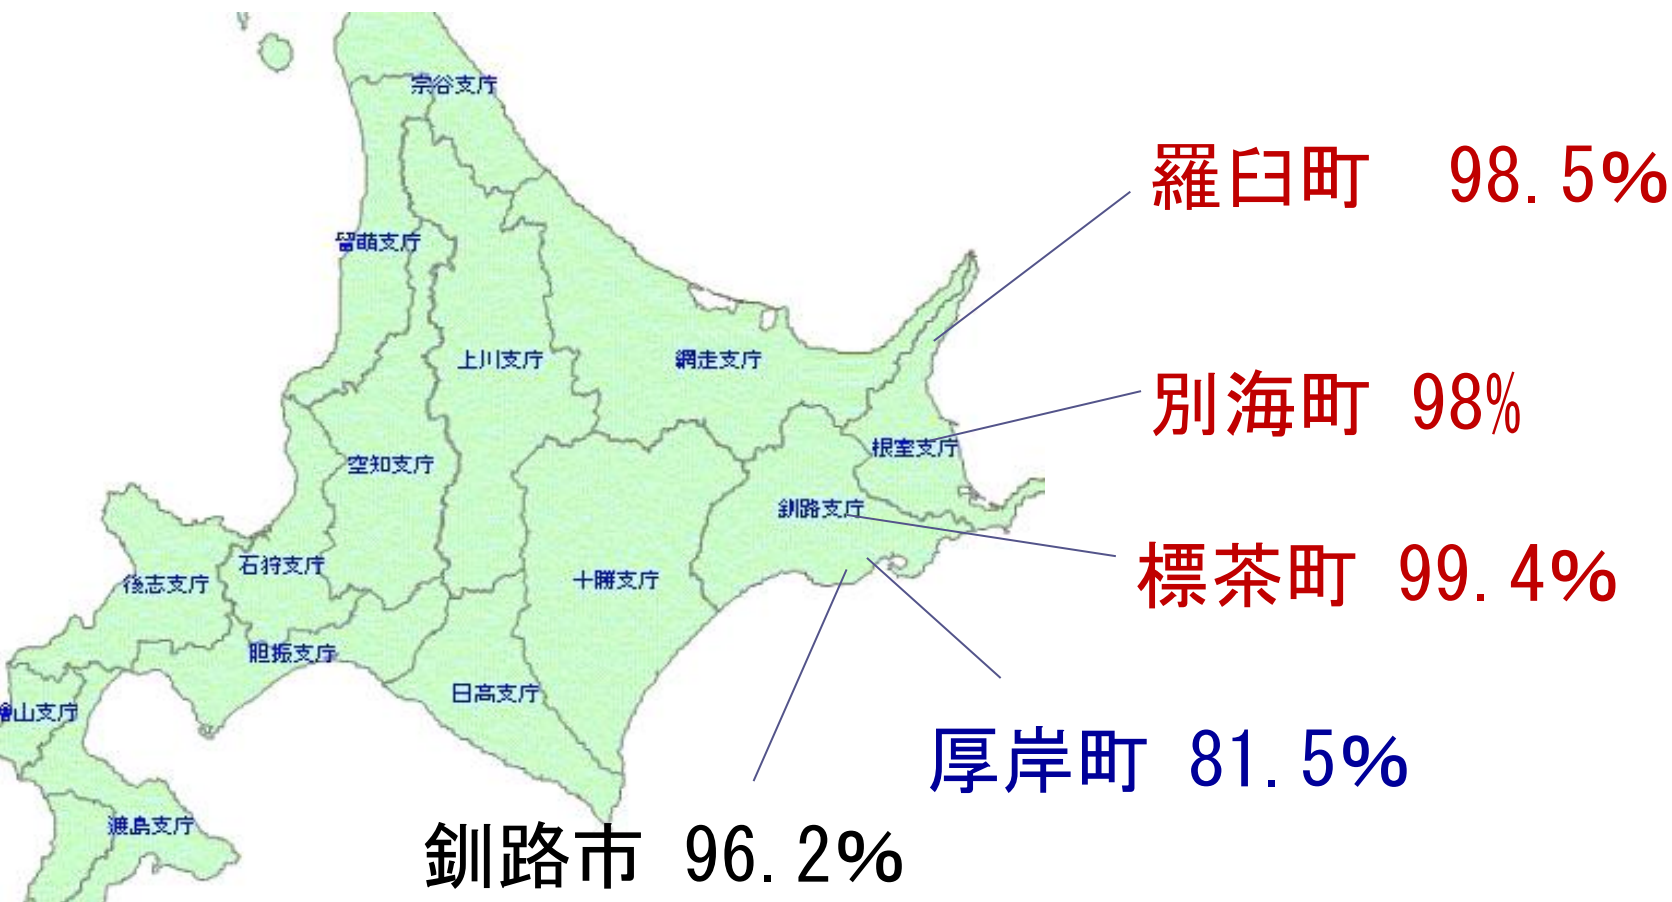 宗谷支庁
羅臼町　98.5%
留萌支庁
上川支庁
網走支庁
別海町 98%
根室支庁
空知支庁
釧路支庁
石狩支庁
後志支庁
十勝支庁
標茶町 99.4%
胆振支庁
日高支庁
檜山支庁
厚岸町 81.5%
渡島支庁
釧路市 96.2%